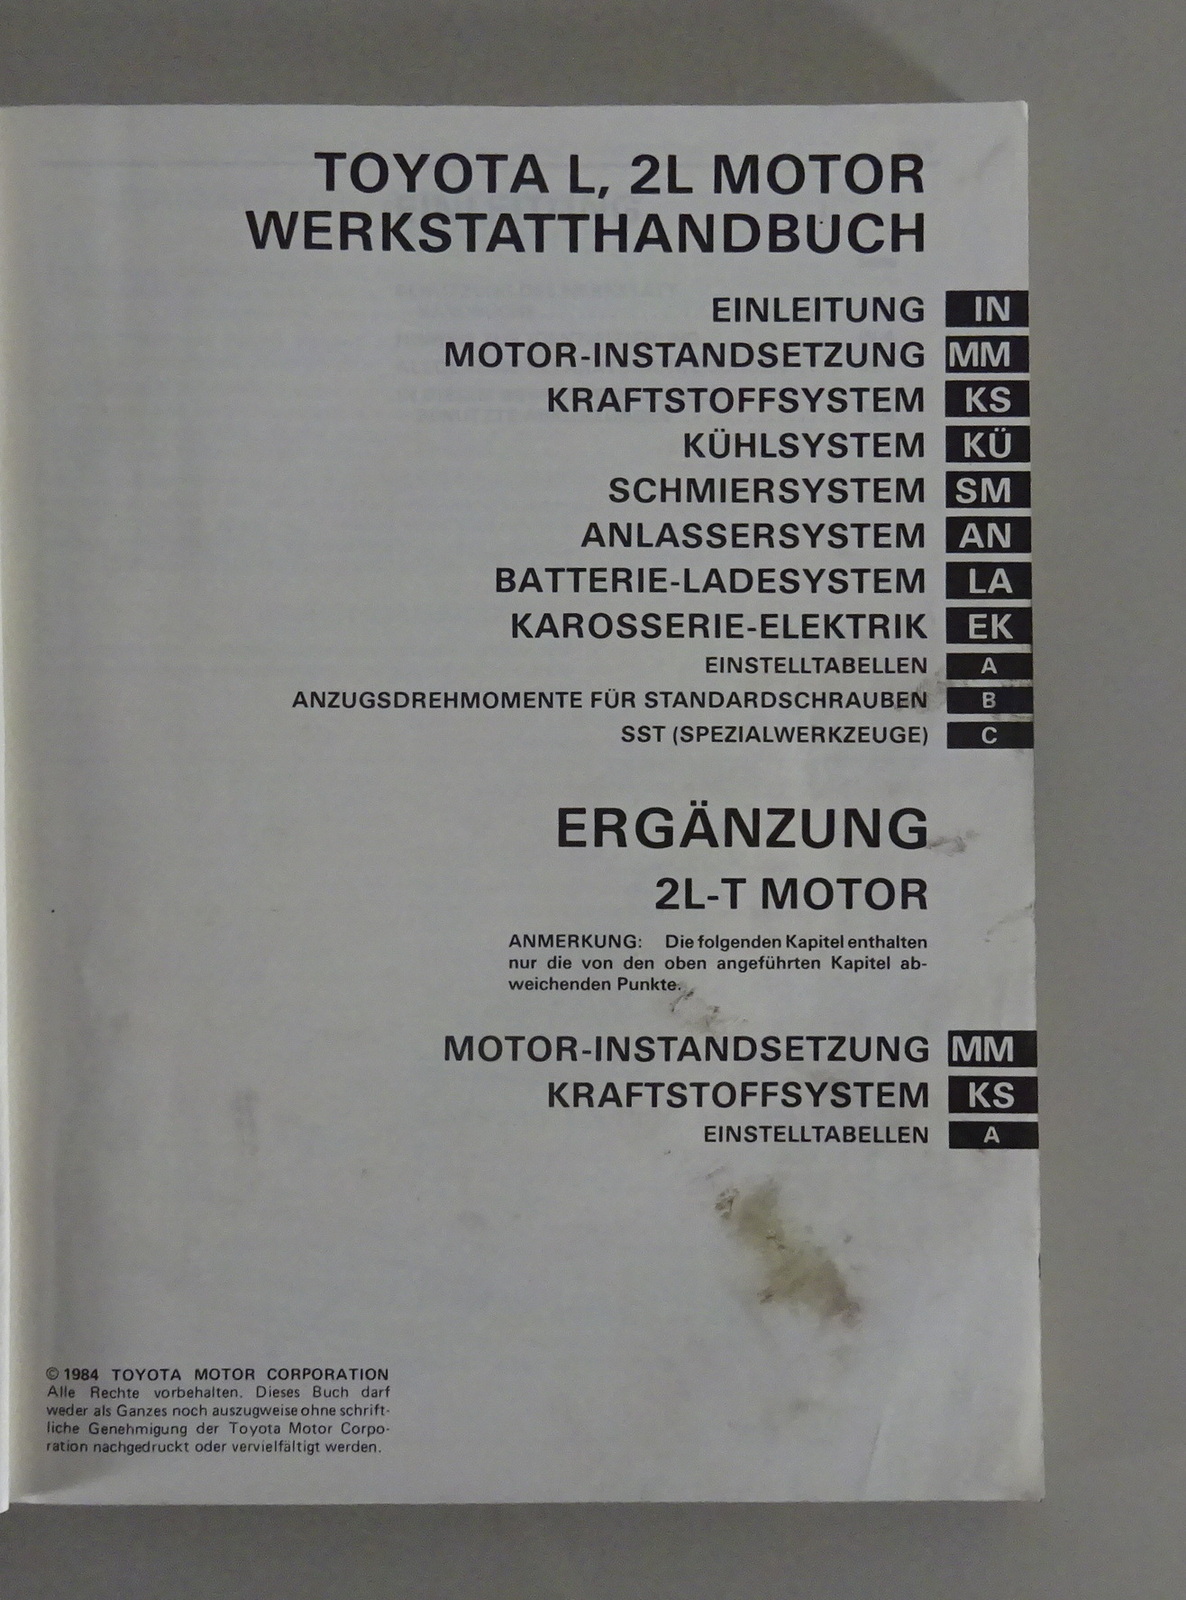 TOYOTA L, 2L MOTOR
WERKSTATTHANDBUCH
EINLEITUNG IN
MOTOR-INSTANDSETZUNG MM
KRAFTSTOFFSYSTEM KS
KÜHLSYSTEM KÜ
SCHMIERSYSTEM SM
ANLASSERSYSTEM AN
BATTERIE-LADESYSTEM LA
KAROSSERIE-ELEKTRIK EK
EINSTELLTABELLEN A
ANZUGSDREHMOMENTE FÜR STANDARDSCHRAUBEN B
SST (SPEZIALWERKZEUGE) C
ERGÄNZUNG
2L-T MOTOR
ANMERKUNG: Die folgenden Kapitel enthalten
nur die von den oben angeführten Kapitel ab-
weichenden Punkte.
MOTOR-INSTANDSETZUNG MM
KRAFTSTOFFSYSTEM KS
EINSTELLTABELLEN A
© 1984 TOYOTA MOTOR CORPORATION
Alle Rechte vorbehalten. Dieses Buch darf
weder als Ganzes noch auszugweise ohne schrift-
liche Genehmigung der Toyota Motor Corpo-
ration nachgedruckt oder vervielfältigt werden.